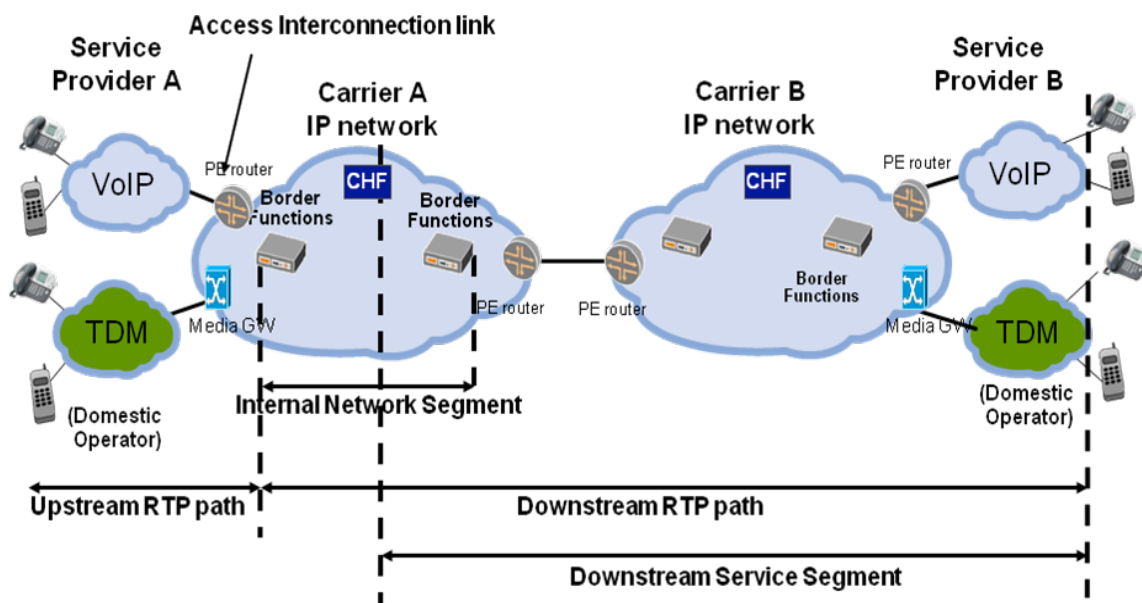 Access Interconnection link
Service
Provider A
Service
Provider B
Carrier A
IP network
Carrier B
IP network
PE router
PE router
VoIP
CHF
CHF
VoIP
Border
Functions
Border
Functions
TDM
Media GW
PE router
PE router
Border
Functions
Media GW
TDM
(Domestic
Operator)
Internal Network Segment
(Domestic
Operator)
Upstream RTP path
Downstream RTP path
Downstream Service Segment